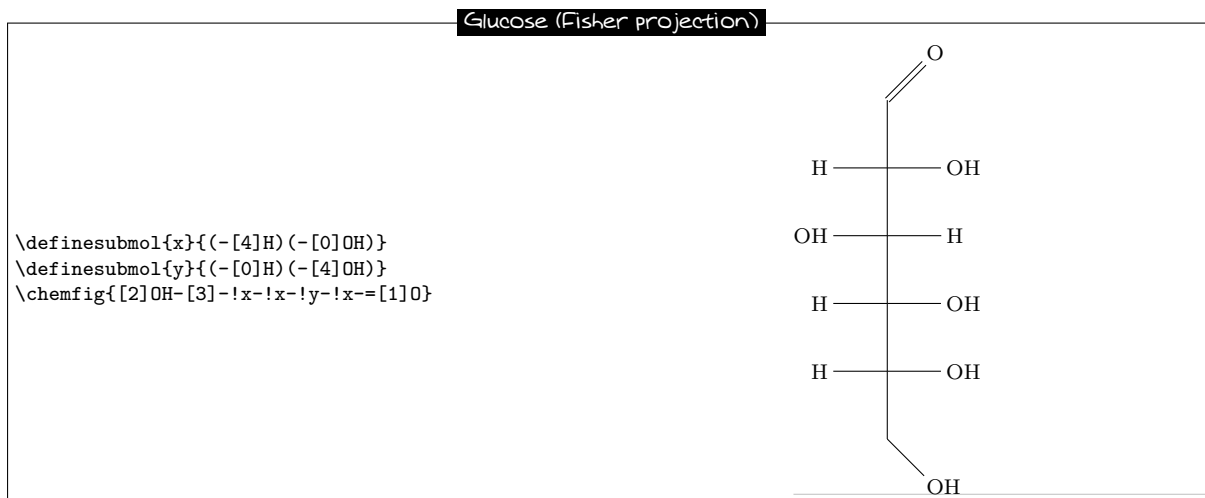 Glucose (Fisher projection)
\definesubmol{x}{(-[4]H)(-[0]OH)}
\definesubmol{y}{(-[0]H)(-[4]OH)}
\chemfig{[2]OH-[3]-!x-!x-!y-!x-=[1]O}
O
H OH
OH H
H OH
H OH
OH